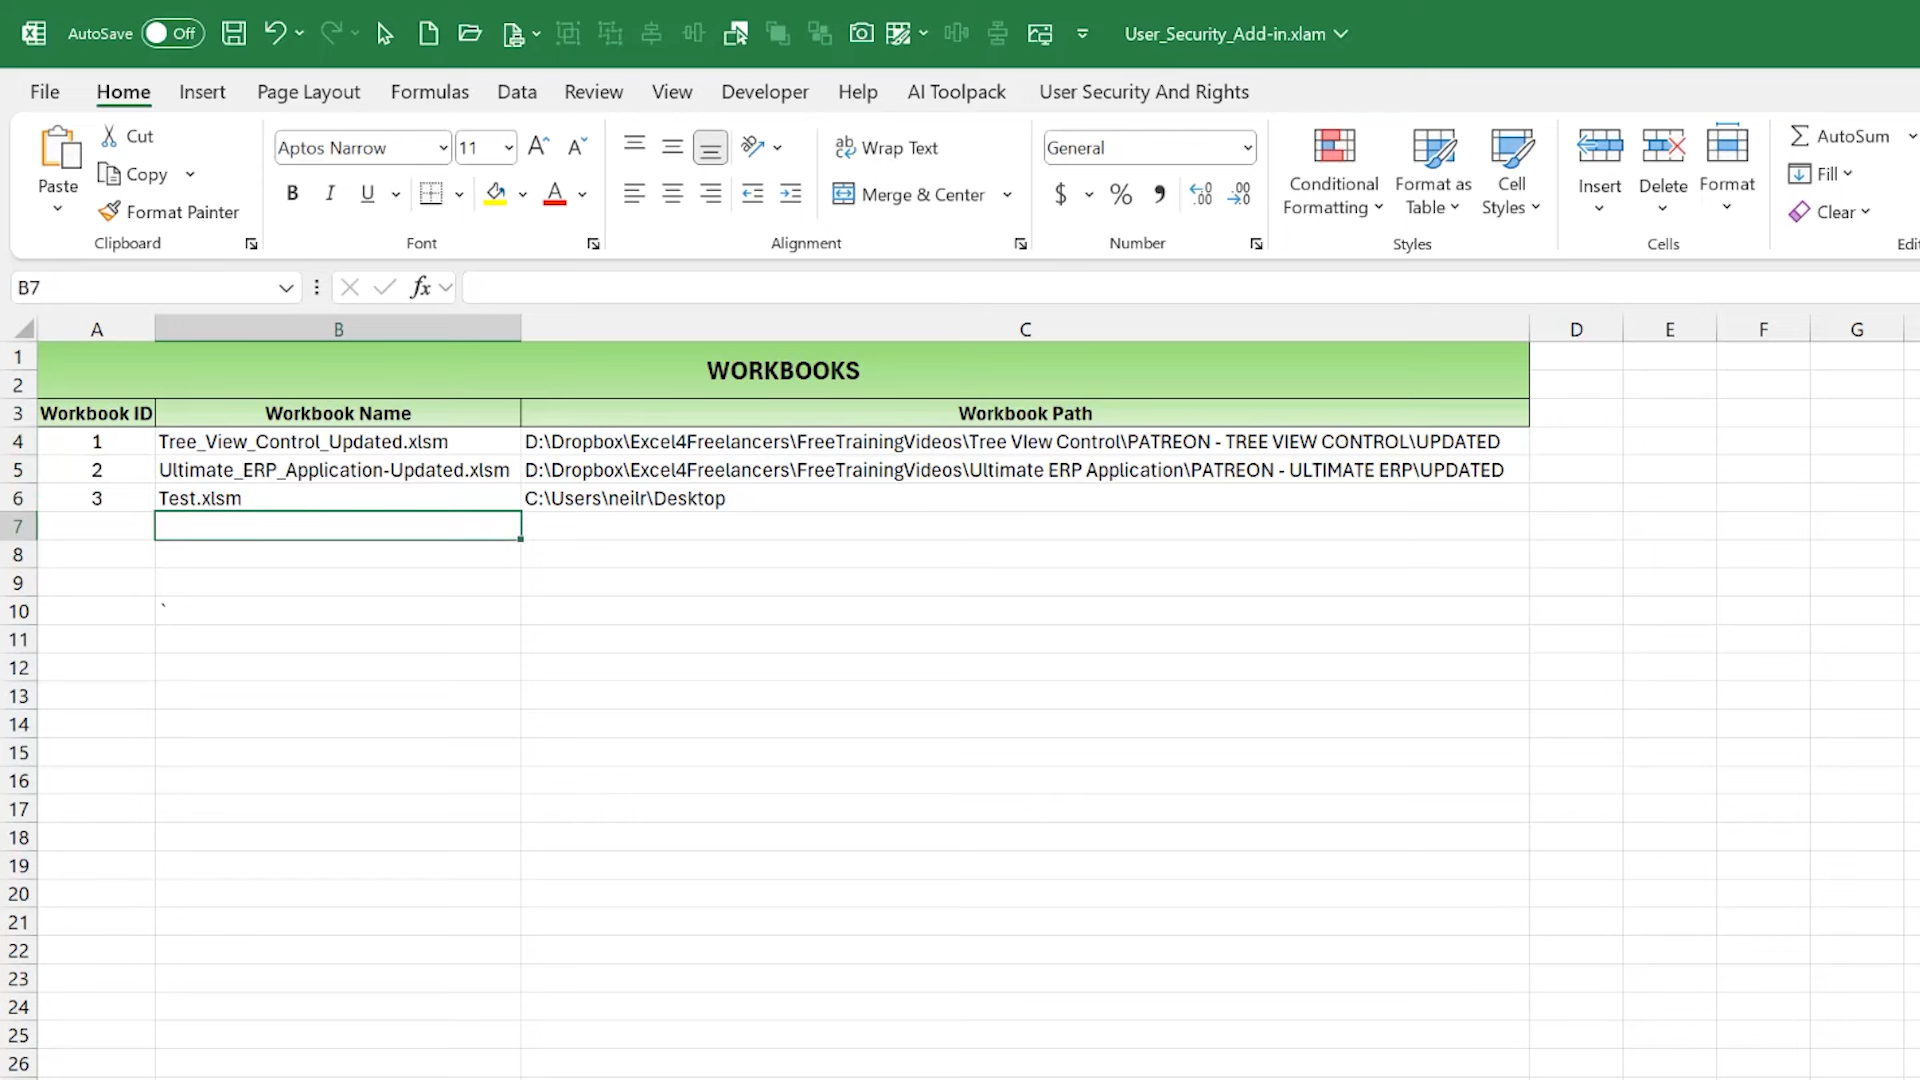 AutoSave Off User_Security_Add-in.xlam
File Home Insert Page Layout Formulas Data Review View Developer Help AI Toolpack User Security And Rights
Paste
Cut
Copy
Format Painter
Clipboard
Aptos Narrow 11
B I U
Font
Wrap Text
Merge & Center
Alignment
General
$ % ,
Number
Conditional Formatting
Format as Table
Cell Styles
Styles
Insert
Delete
Format
Cells
AutoSum
Fill
Clear
B7 fx
A B C D E F G
1 WORKBOOKS
2
3 Workbook ID Workbook Name Workbook Path
4 1 Tree_View_Control_Updated.xlsm D:\Dropbox\Excel4Freelancers\FreeTrainingVideos\Tree VIew Control\PATREON - TREE VIEW CONTROL\UPDATED
5 2 Ultimate_ERP_Application-Updated.xlsm D:\Dropbox\Excel4Freelancers\FreeTrainingVideos\Ultimate ERP Application\PATREON - ULTIMATE ERP\UPDATED
6 3 Test.xlsm C:\Users\neilr\Desktop
7
8
9
10 `
11
12
13
14
15
16
17
18
19
20
21
22
23
24
25
26